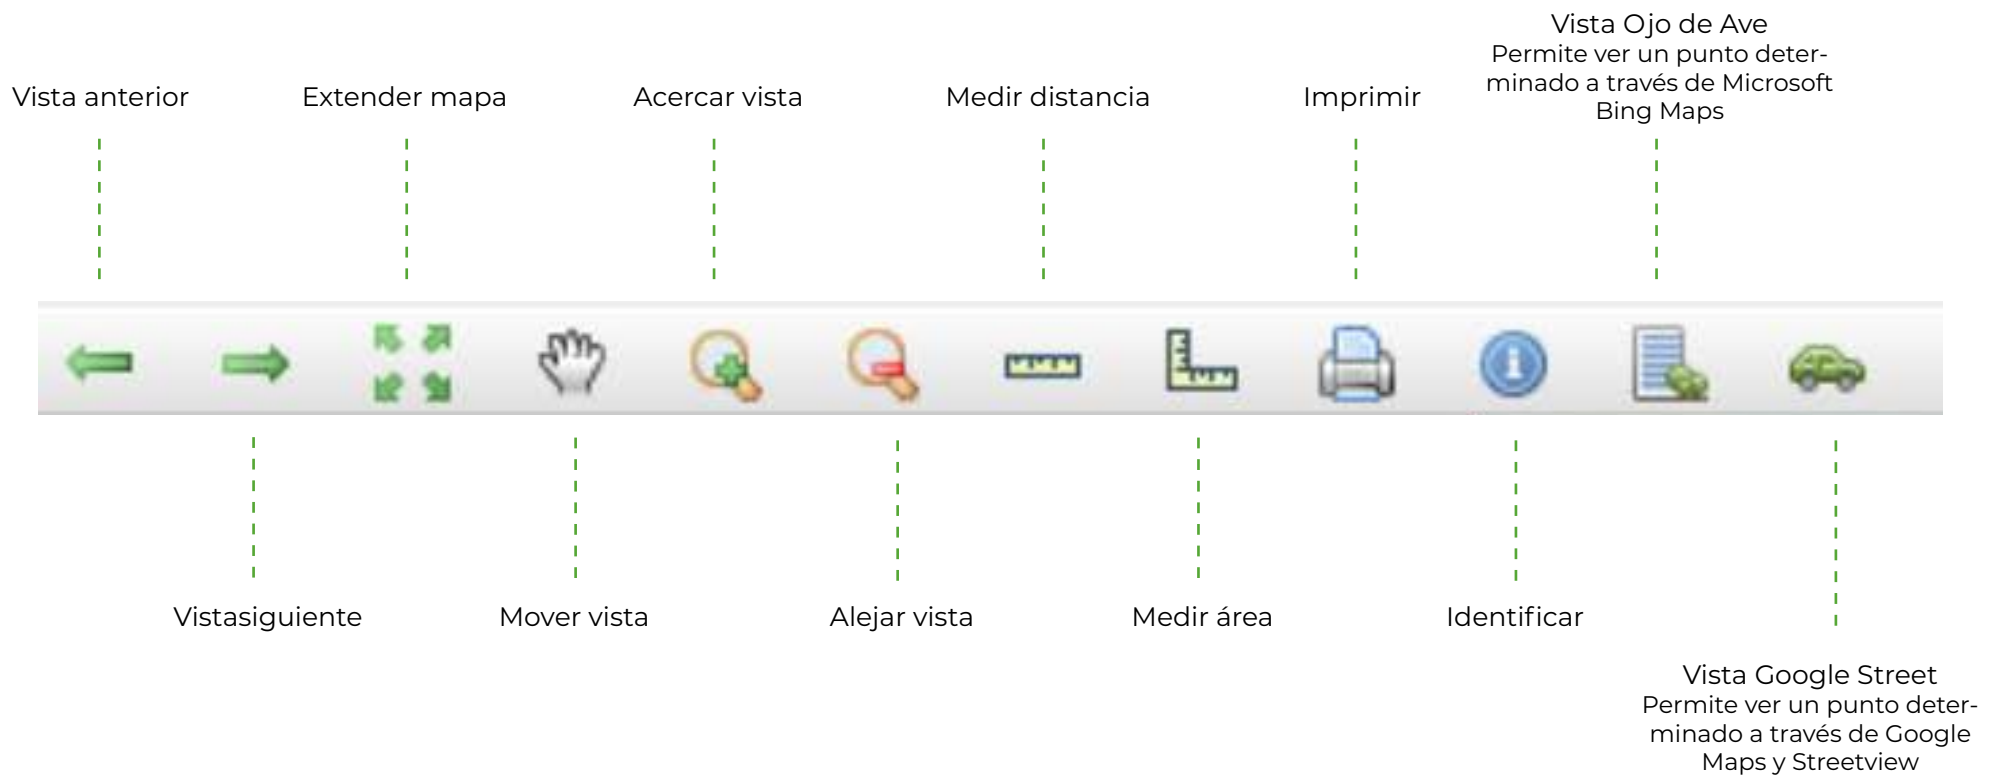 Vista Ojo de Ave
Permite ver un punto deter-
minado a través de Microsoft
Bing Maps
Vista anterior
Extender mapa
Acercar vista
Medir distancia
Imprimir
Vistasiguiente
Mover vista
Alejar vista
Medir área
Identificar
Vista Google Street
Permite ver un punto deter-
minado a través de Google
Maps y Streetview